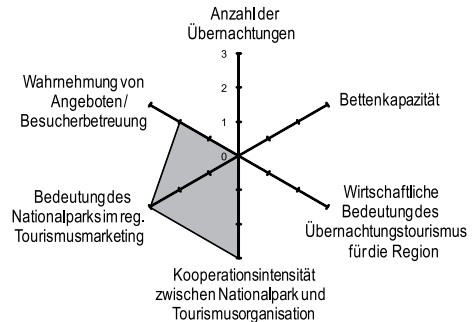 Anzahl der
Übernachtungen
3
2
1
0
Bettenkapazität
Wirtschaftliche
Bedeutung des
Übernachtungstourismus
für die Region
Kooperationsintensität
zwischen Nationalpark und
Tourismusorganisation
Bedeutung des
Nationalparks im reg.
Tourismusmarketing
Wahrnehmung von
Angeboten/
Besucherbetreuung